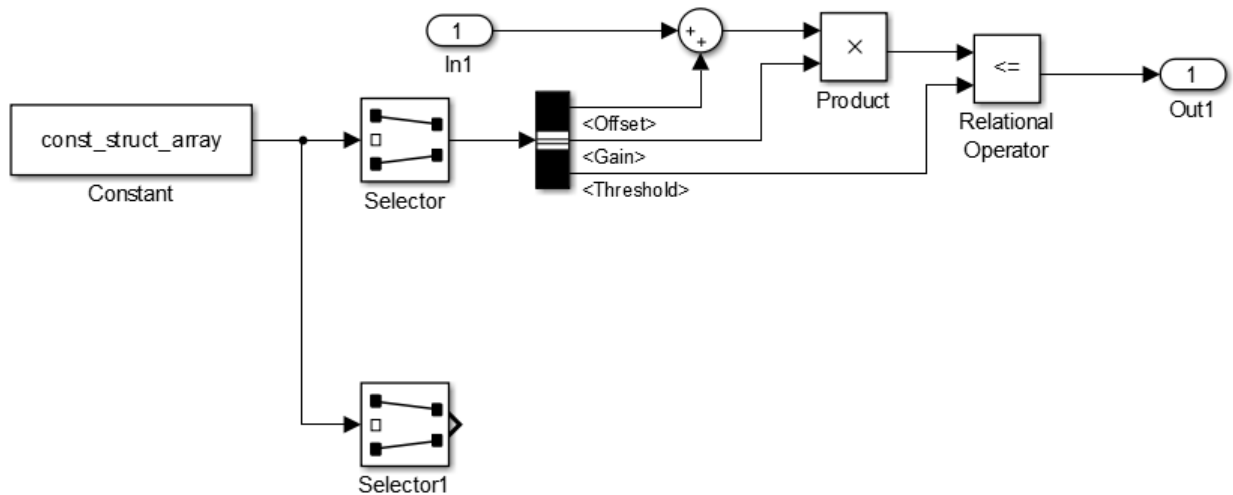 1
In1
+
+
×
Product
<=
Relational
Operator
1
Out1
const_struct_array
Constant
Selector
<Offset>
<Gain>
<Threshold>
Selector1